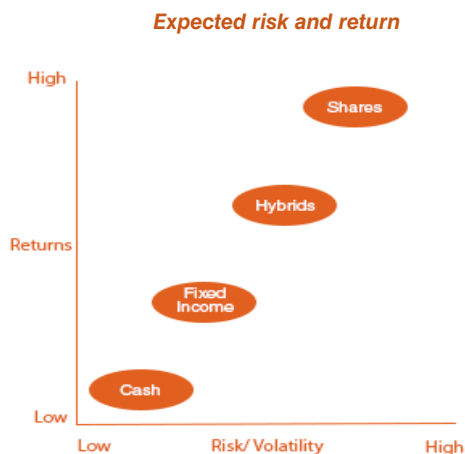 Expected risk and return
High
Shares
Hybrids
Returns
Fixed
Income
Cash
Low
Low Risk/ Volatility High